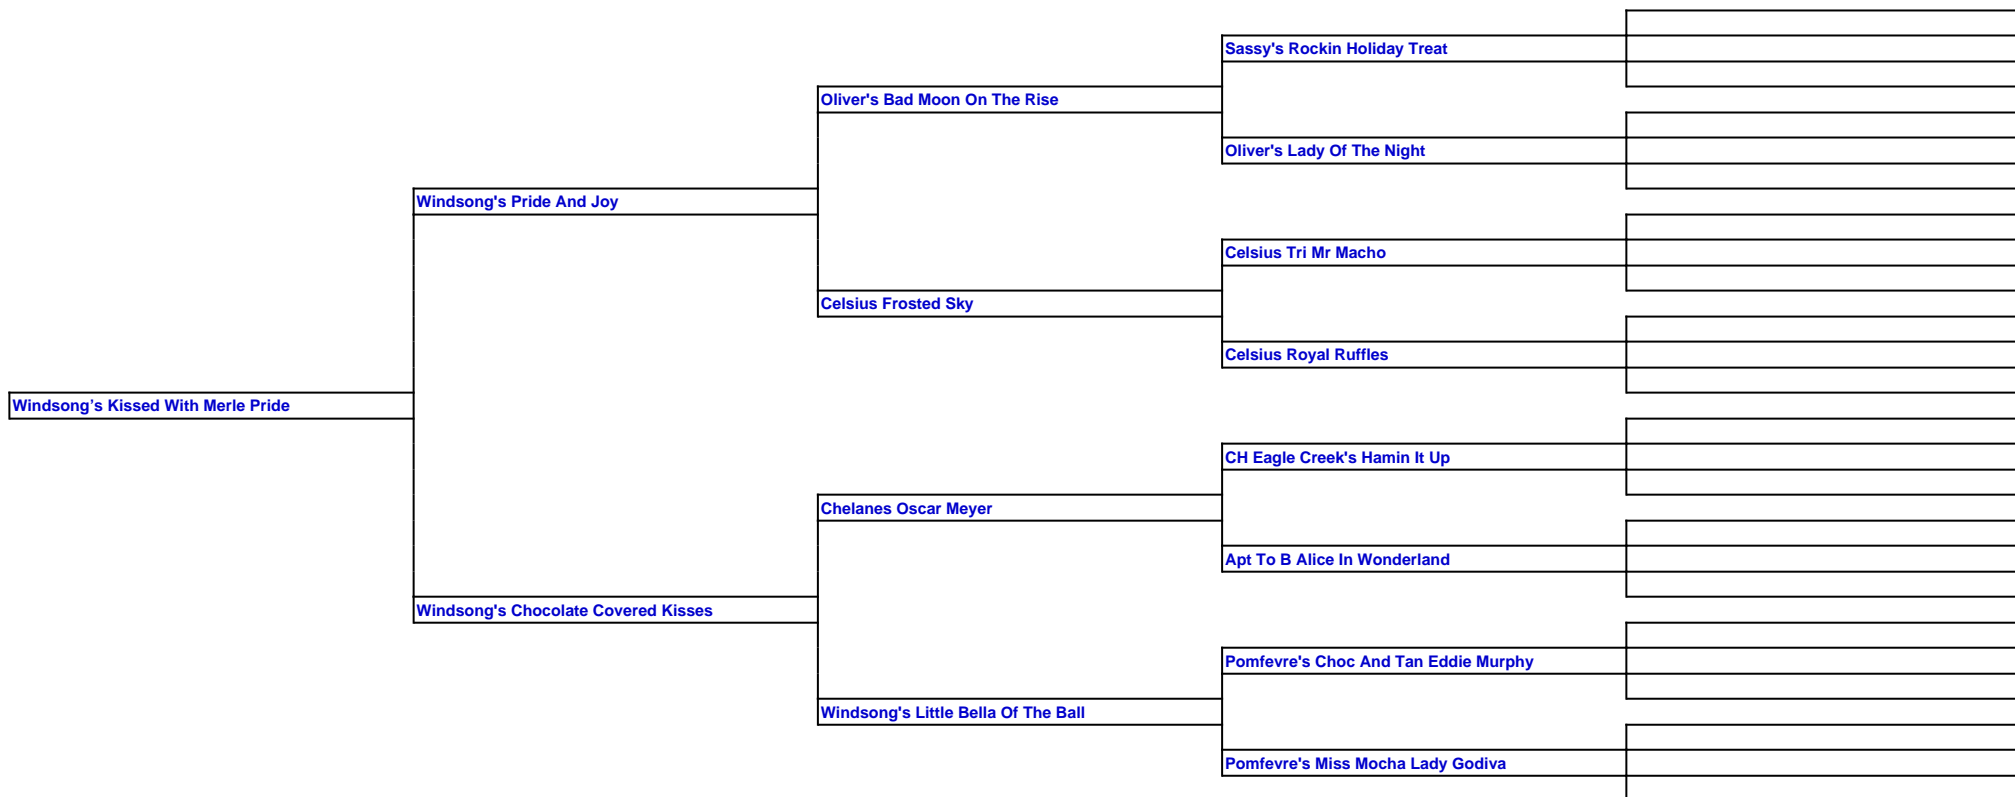 Sassy's Rockin Holiday Treat
Oliver's Bad Moon On The Rise
Oliver's Lady Of The Night
Windsong's Pride And Joy
Celsius Tri Mr Macho
Celsius Frosted Sky
Celsius Royal Ruffles
Windsong’s Kissed With Merle Pride
CH Eagle Creek's Hamin It Up
Chelanes Oscar Meyer
Apt To B Alice In Wonderland
Windsong's Chocolate Covered Kisses
Pomfevre's Choc And Tan Eddie Murphy
Windsong's Little Bella Of The Ball
Pomfevre's Miss Mocha Lady Godiva